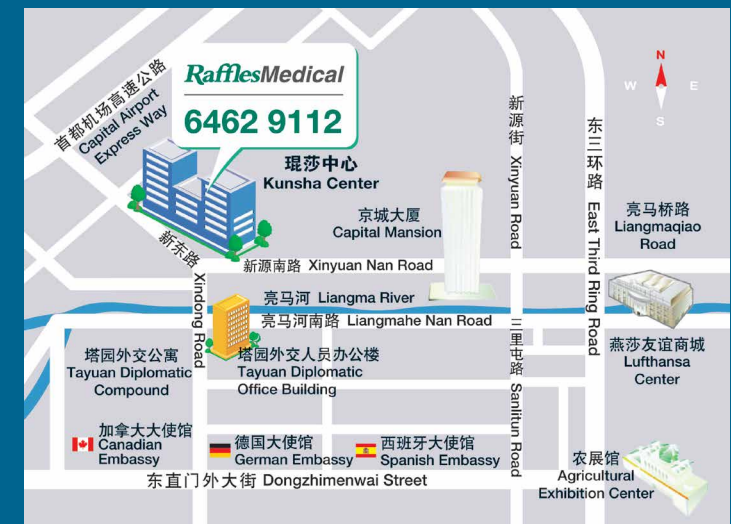 RafflesMedical
6462 9112
首都机场高速公路
Capital Airport
Express Way
琨莎中心
Kunsha Center
京城大厦
Capital Mansion
新源街 Xinyuan Road
东三环路 East Third Ring Road
N
W
E
S
亮马桥路
Liangmaqiao
Road
新东路 Xindong Road
新源南路 Xinyuan Nan Road
亮马河 Liangma River
亮马河南路 Liangmahe Nan Road
塔园外交公寓
Tayuan Diplomatic
Compound
塔园外交人员办公楼
Tayuan Diplomatic
Office Building
三里屯路 Sanlitun Road
燕莎友谊商城
Lufthansa
Center
加拿大大使馆
Canadian
Embassy
德国大使馆
German Embassy
西班牙大使馆
Spanish Embassy
农展馆
Agricultural
Exhibition Center
东直门外大街 Dongzhimenwai Street